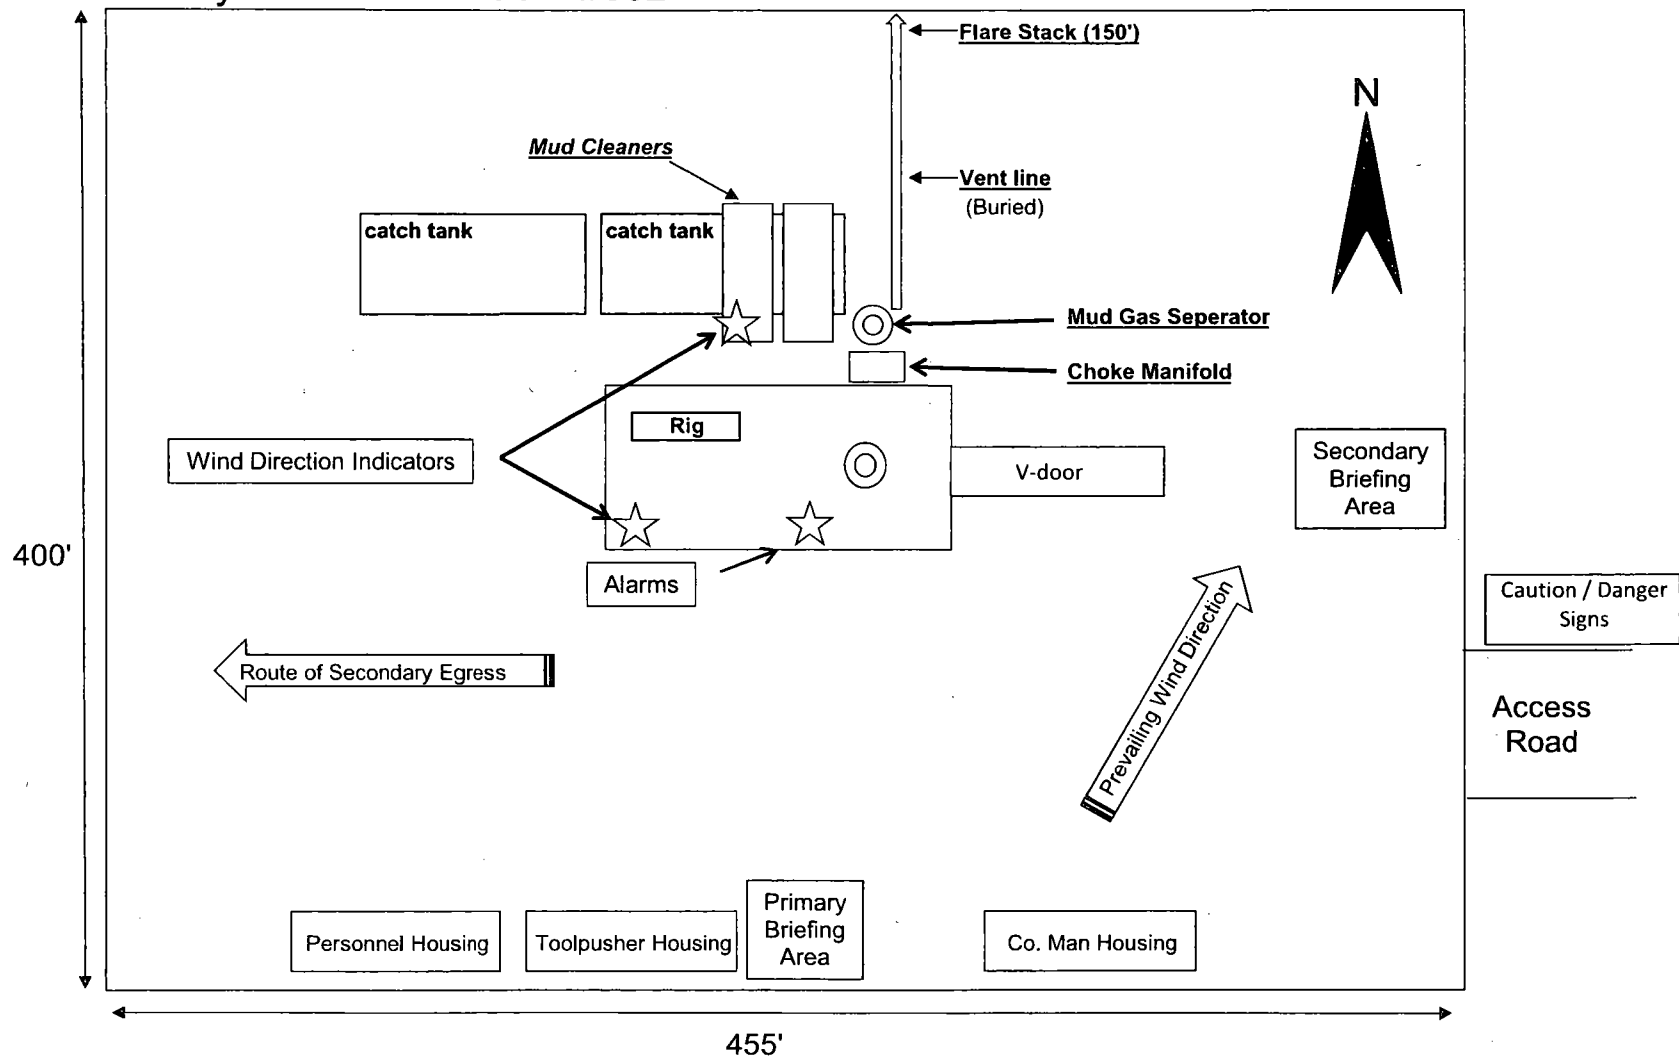 Flare Stack (150')
N
Mud Cleaners
Vent line
(Buried)
catch tank
catch tank
Mud Gas Seperator
Choke Manifold
Rig
Wind Direction Indicators
V-door
Secondary
Briefing
Area
400'
Alarms
Caution / Danger
Signs
Prevailing Wind Direction
Route of Secondary Egress
Access
Road
Primary
Briefing
Area
Personnel Housing
Toolpusher Housing
Co. Man Housing
455'